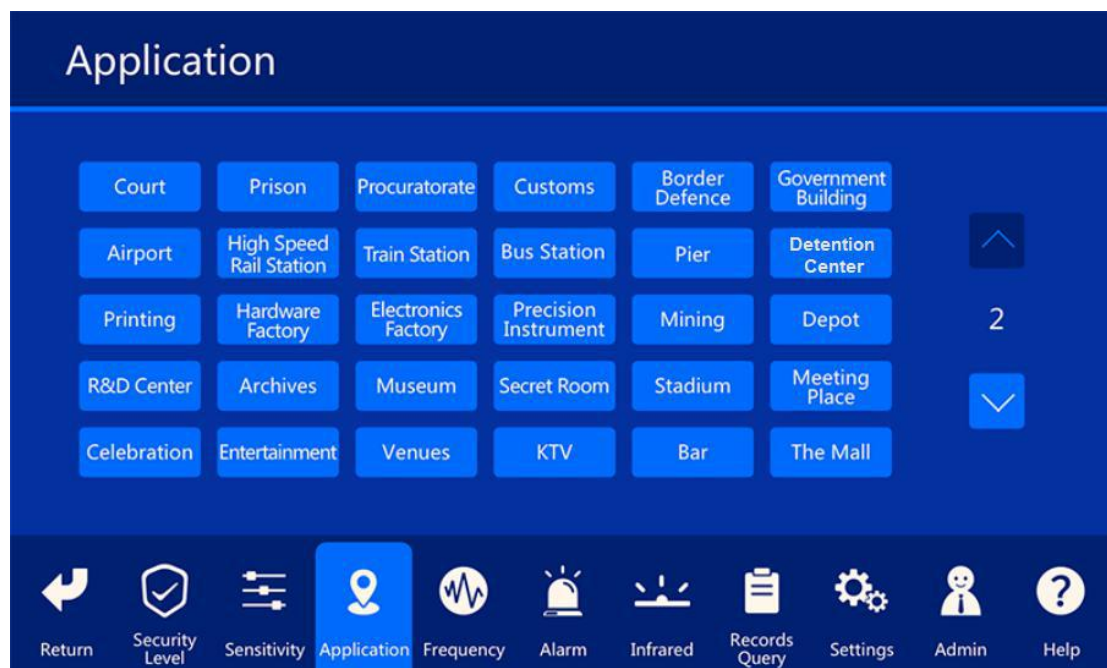 Application
Court
Prison
Procuratorate
Customs
Border
Defence
Government
Building
Airport
High Speed
Rail Station
Train Station
Bus Station
Pier
Detention
Center
Printing
Hardware
Factory
Electronics
Factory
Precision
Instrument
Mining
Depot
2
R&D Center
Archives
Museum
Secret Room
Stadium
Meeting
Place
Celebration
Entertainment
Venues
KTV
Bar
The Mall
Return
Security
Level
Sensitivity
Application
Frequency
Alarm
Infrared
Records
Query
Settings
Admin
Help